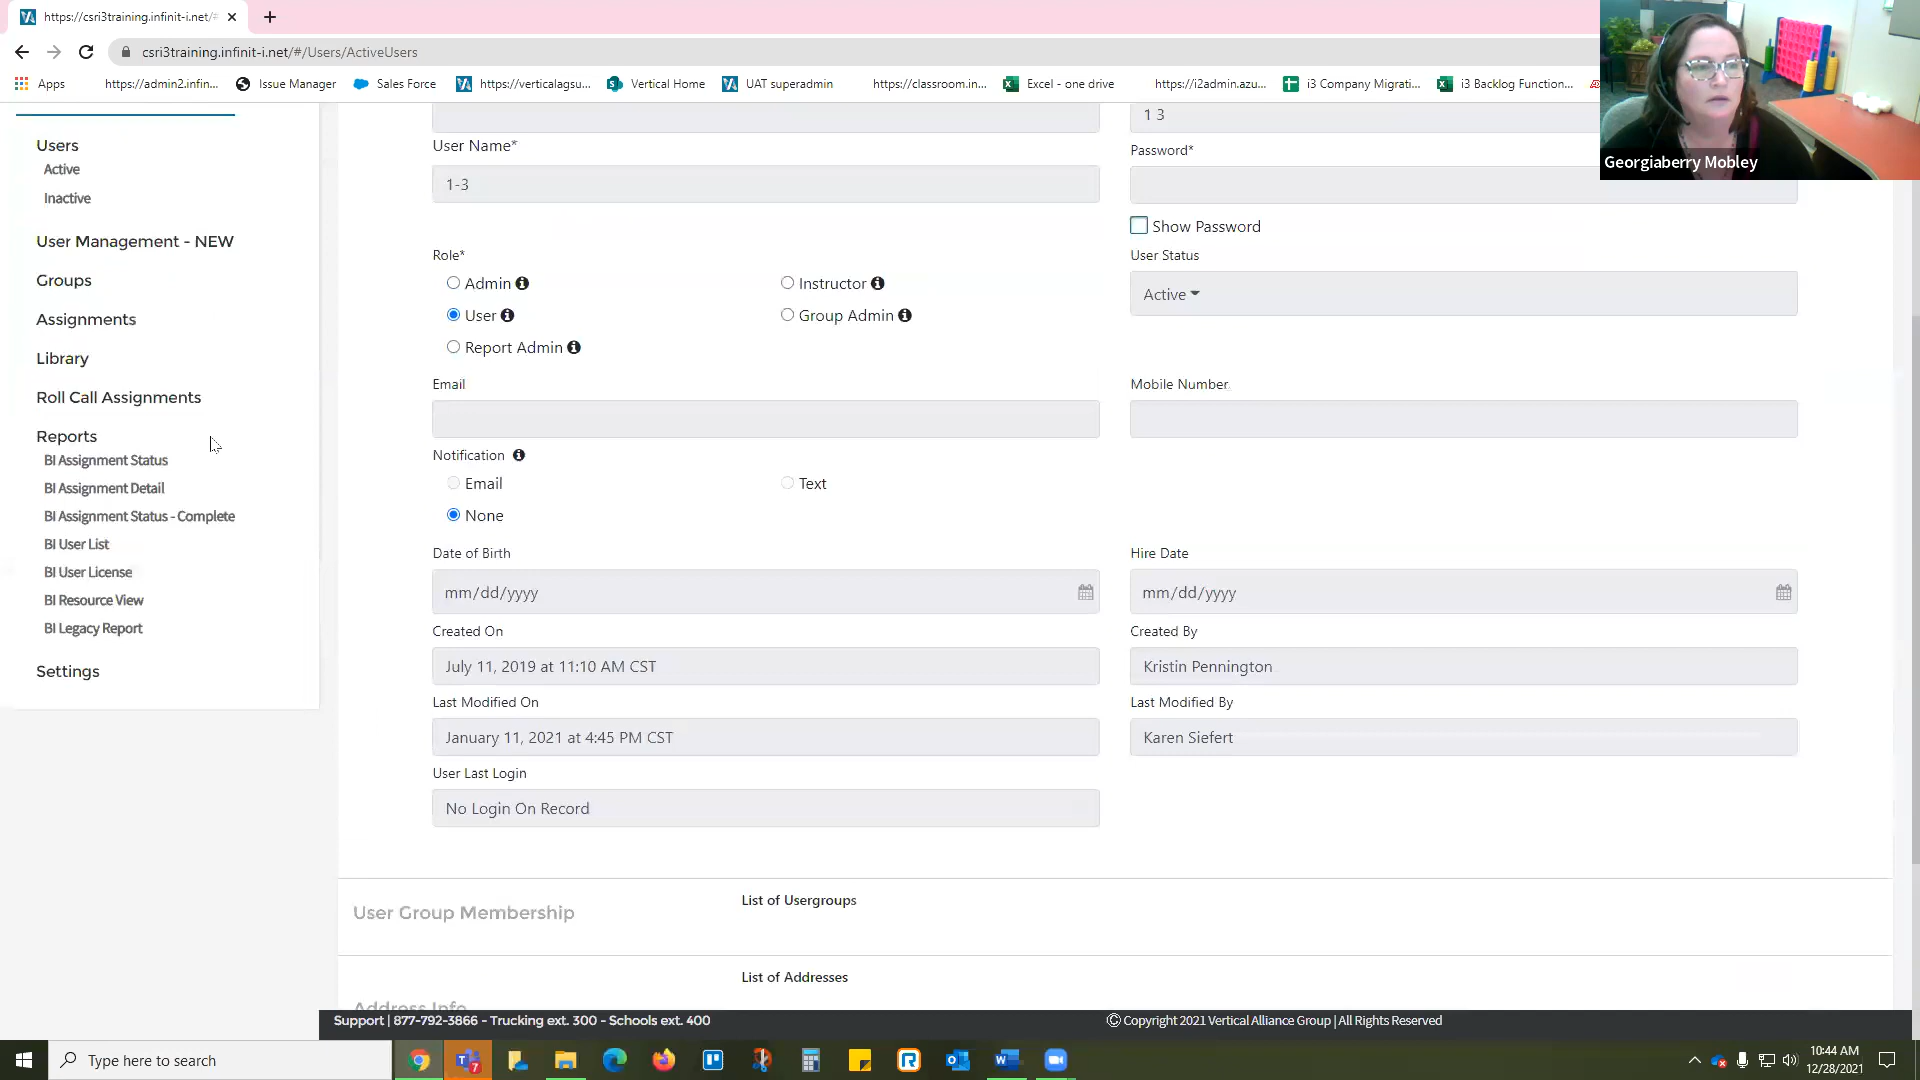 https://csri3training.infinit-i.net/#
csri3training.infinit-i.net/#/Users/ActiveUsers
Apps
https://admin2.infin...
Issue Manager
Sales Force
https://verticalagsu...
Vertical Home
UAT superadmin
https://classroom.in...
Excel - one drive
https://i2admin.azu...
i3 Company Migrati...
i3 Backlog Function...
Georgiaberry Mobley
Users
Active
Inactive
User Management - NEW
Groups
Assignments
Library
Roll Call Assignments
Reports
BI Assignment Status
BI Assignment Detail
BI Assignment Status - Complete
BI User List
BI User License
BI Resource View
BI Legacy Report
Settings
1 3
User Name*
Password*
1-3
Show Password
Role*
User Status
Admin
Instructor
Active
User
Group Admin
Report Admin
Email
Mobile Number
Notification
Email
Text
None
Date of Birth
Hire Date
mm/dd/yyyy
mm/dd/yyyy
Created On
Created By
July 11, 2019 at 11:10 AM CST
Kristin Pennington
Last Modified On
Last Modified By
January 11, 2021 at 4:45 PM CST
Karen Siefert
User Last Login
No Login On Record
User Group Membership
List of Usergroups
List of Addresses
Address Info
Support | 877-792-3866 - Trucking ext. 300 - Schools ext. 400
© Copyright 2021 Vertical Alliance Group | All Rights Reserved
Type here to search
7
10:44 AM
12/28/2021